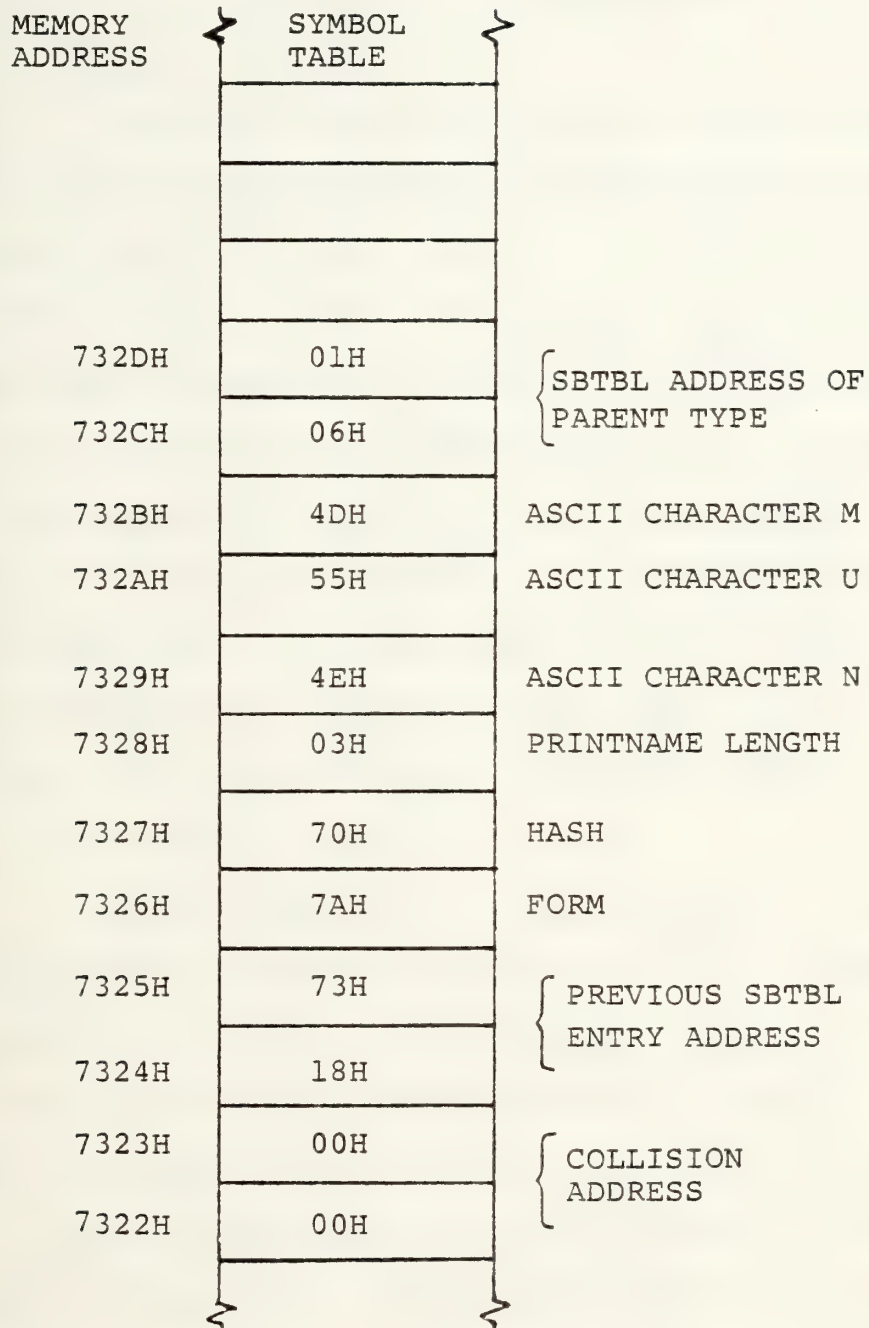 MEMORY SYMBOL
ADDRESS TABLE
732DH 01H
SBTBL ADDRESS OF
PARENT TYPE
732CH 06H
732BH 4DH ASCII CHARACTER M
732AH 55H ASCII CHARACTER U
7329H 4EH ASCII CHARACTER N
7328H 03H PRINTNAME LENGTH
7327H 70H HASH
7326H 7AH FORM
7325H 73H
PREVIOUS SBTBL
ENTRY ADDRESS
7324H 18H
7323H 00H
COLLISION
ADDRESS
7322H 00H